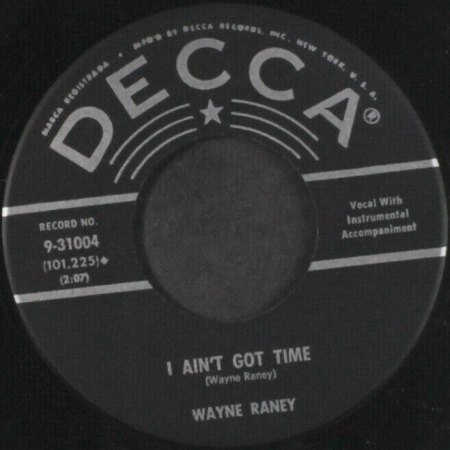 MARCA REGISTRADA • MF'D BY DECCA RECORDS, INC., NEW YORK, U.S.A.
DECCA®
RECORD NO.
9-31004
(101,225)◆
(2:07)
Vocal With
Instrumental
Accompaniment
I AIN'T GOT TIME
(Wayne Raney)
WAYNE RANEY